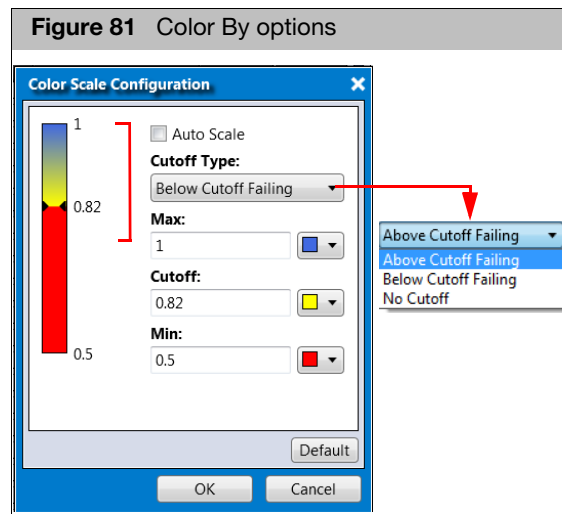 Figure 81 Color By options
Color Scale Configuration
1
0.82
0.5
Auto Scale
Cutoff Type:
Below Cutoff Failing
Max:
1
Cutoff:
0.82
Min:
0.5
Default
OK Cancel
Above Cutoff Failing
Above Cutoff Failing
Below Cutoff Failing
No Cutoff